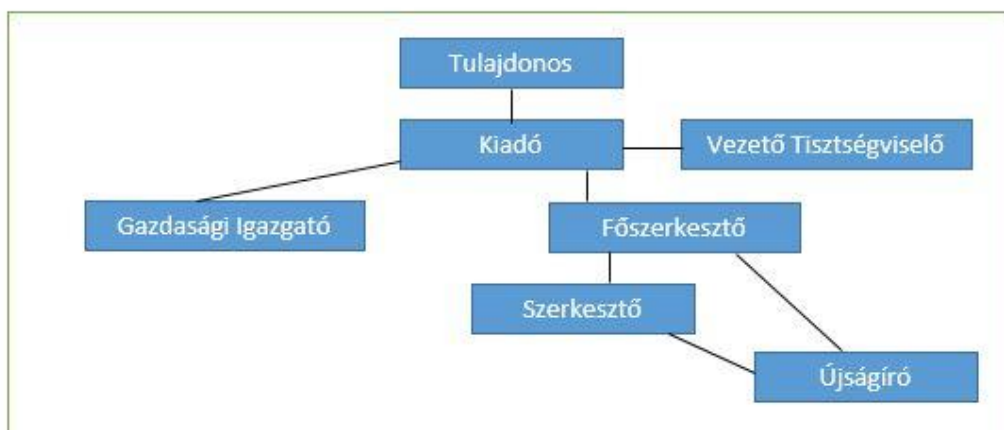 Tulajdonos
Kiadó
Vezető Tisztségviselő
Gazdasági Igazgató
Főszerkesztő
Szerkesztő
Újságíró